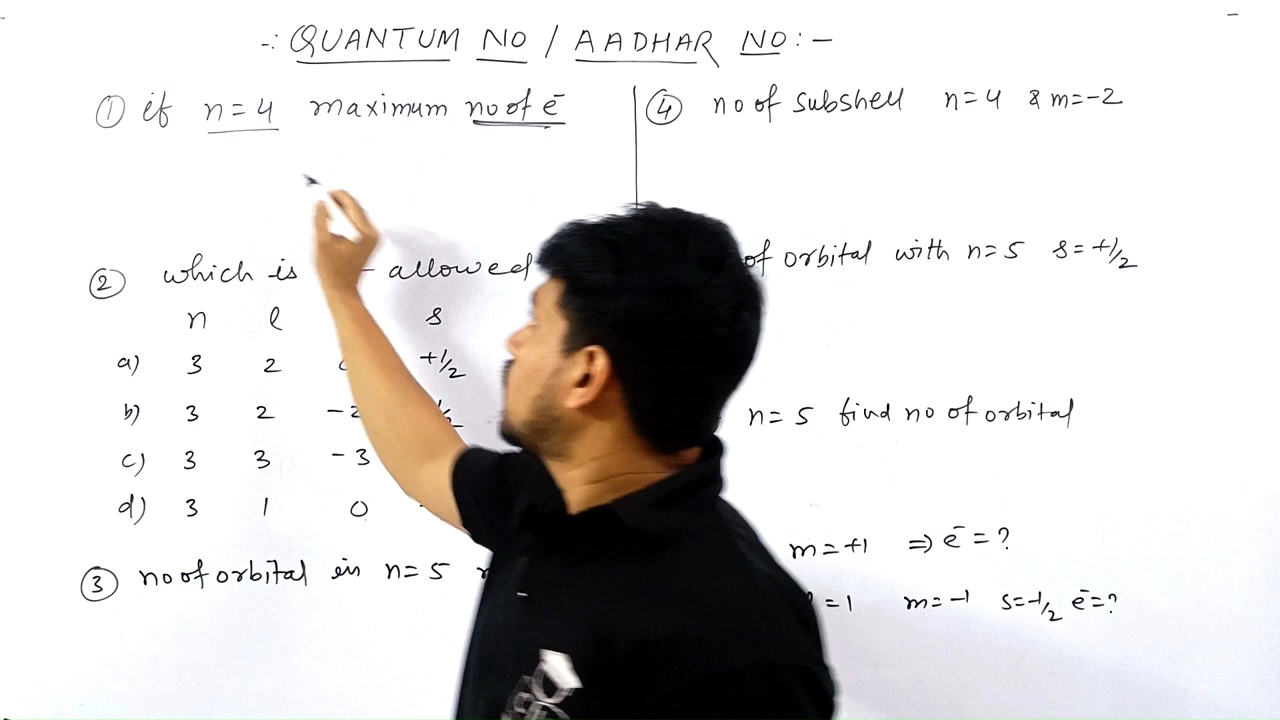 -: QUANTUM NO / AADHAR NO :-
① if n=4 maximum no of e⁻
② which is allowed
n l s
a) 3 2 +1/2
b) 3 2 -2
c) 3 3 -3
d) 3 1 0
③ no of orbital in n=5
④ no of subshell n=4 & m=-2
of orbital with n=5 s=+1/2
n=5 find no of orbital
m=+1 ⇒ e⁻=?
l=1 m=-1 s=-1/2 e⁻=?